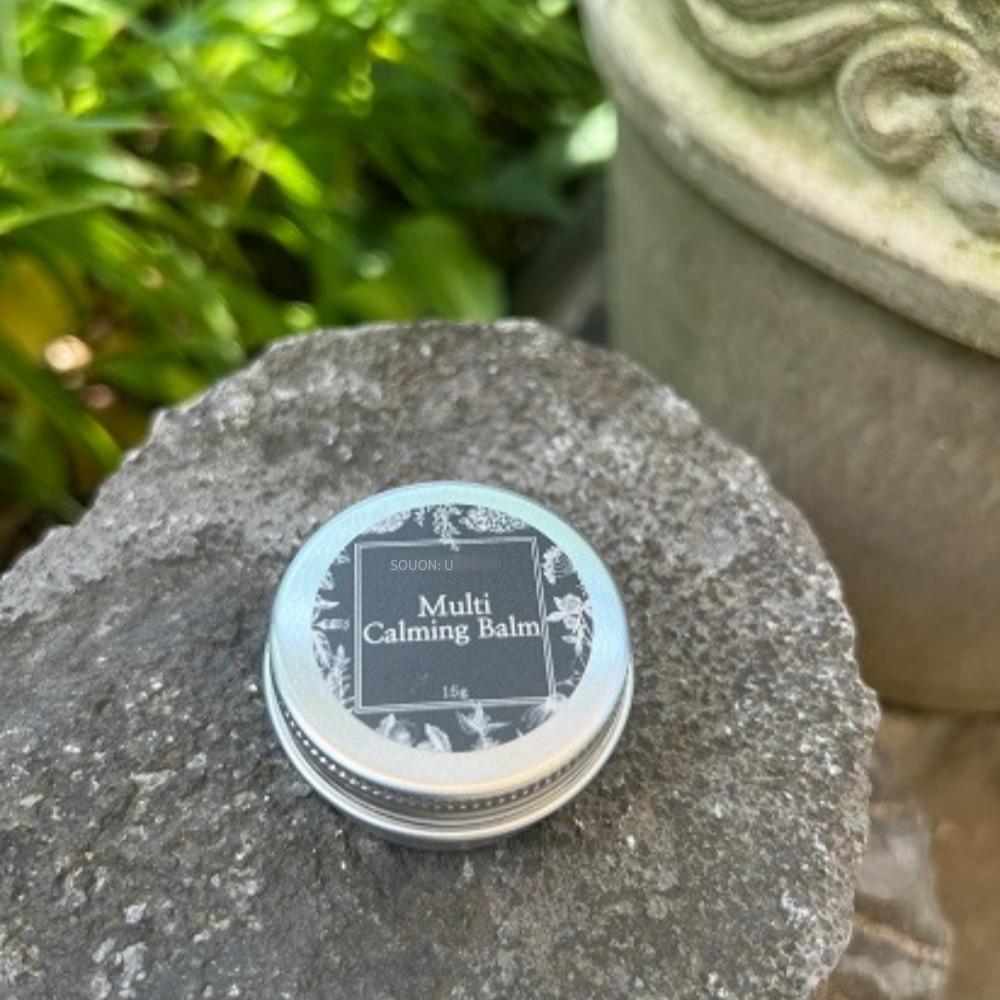 SOUON: U
Multi
Calming Balm
15g